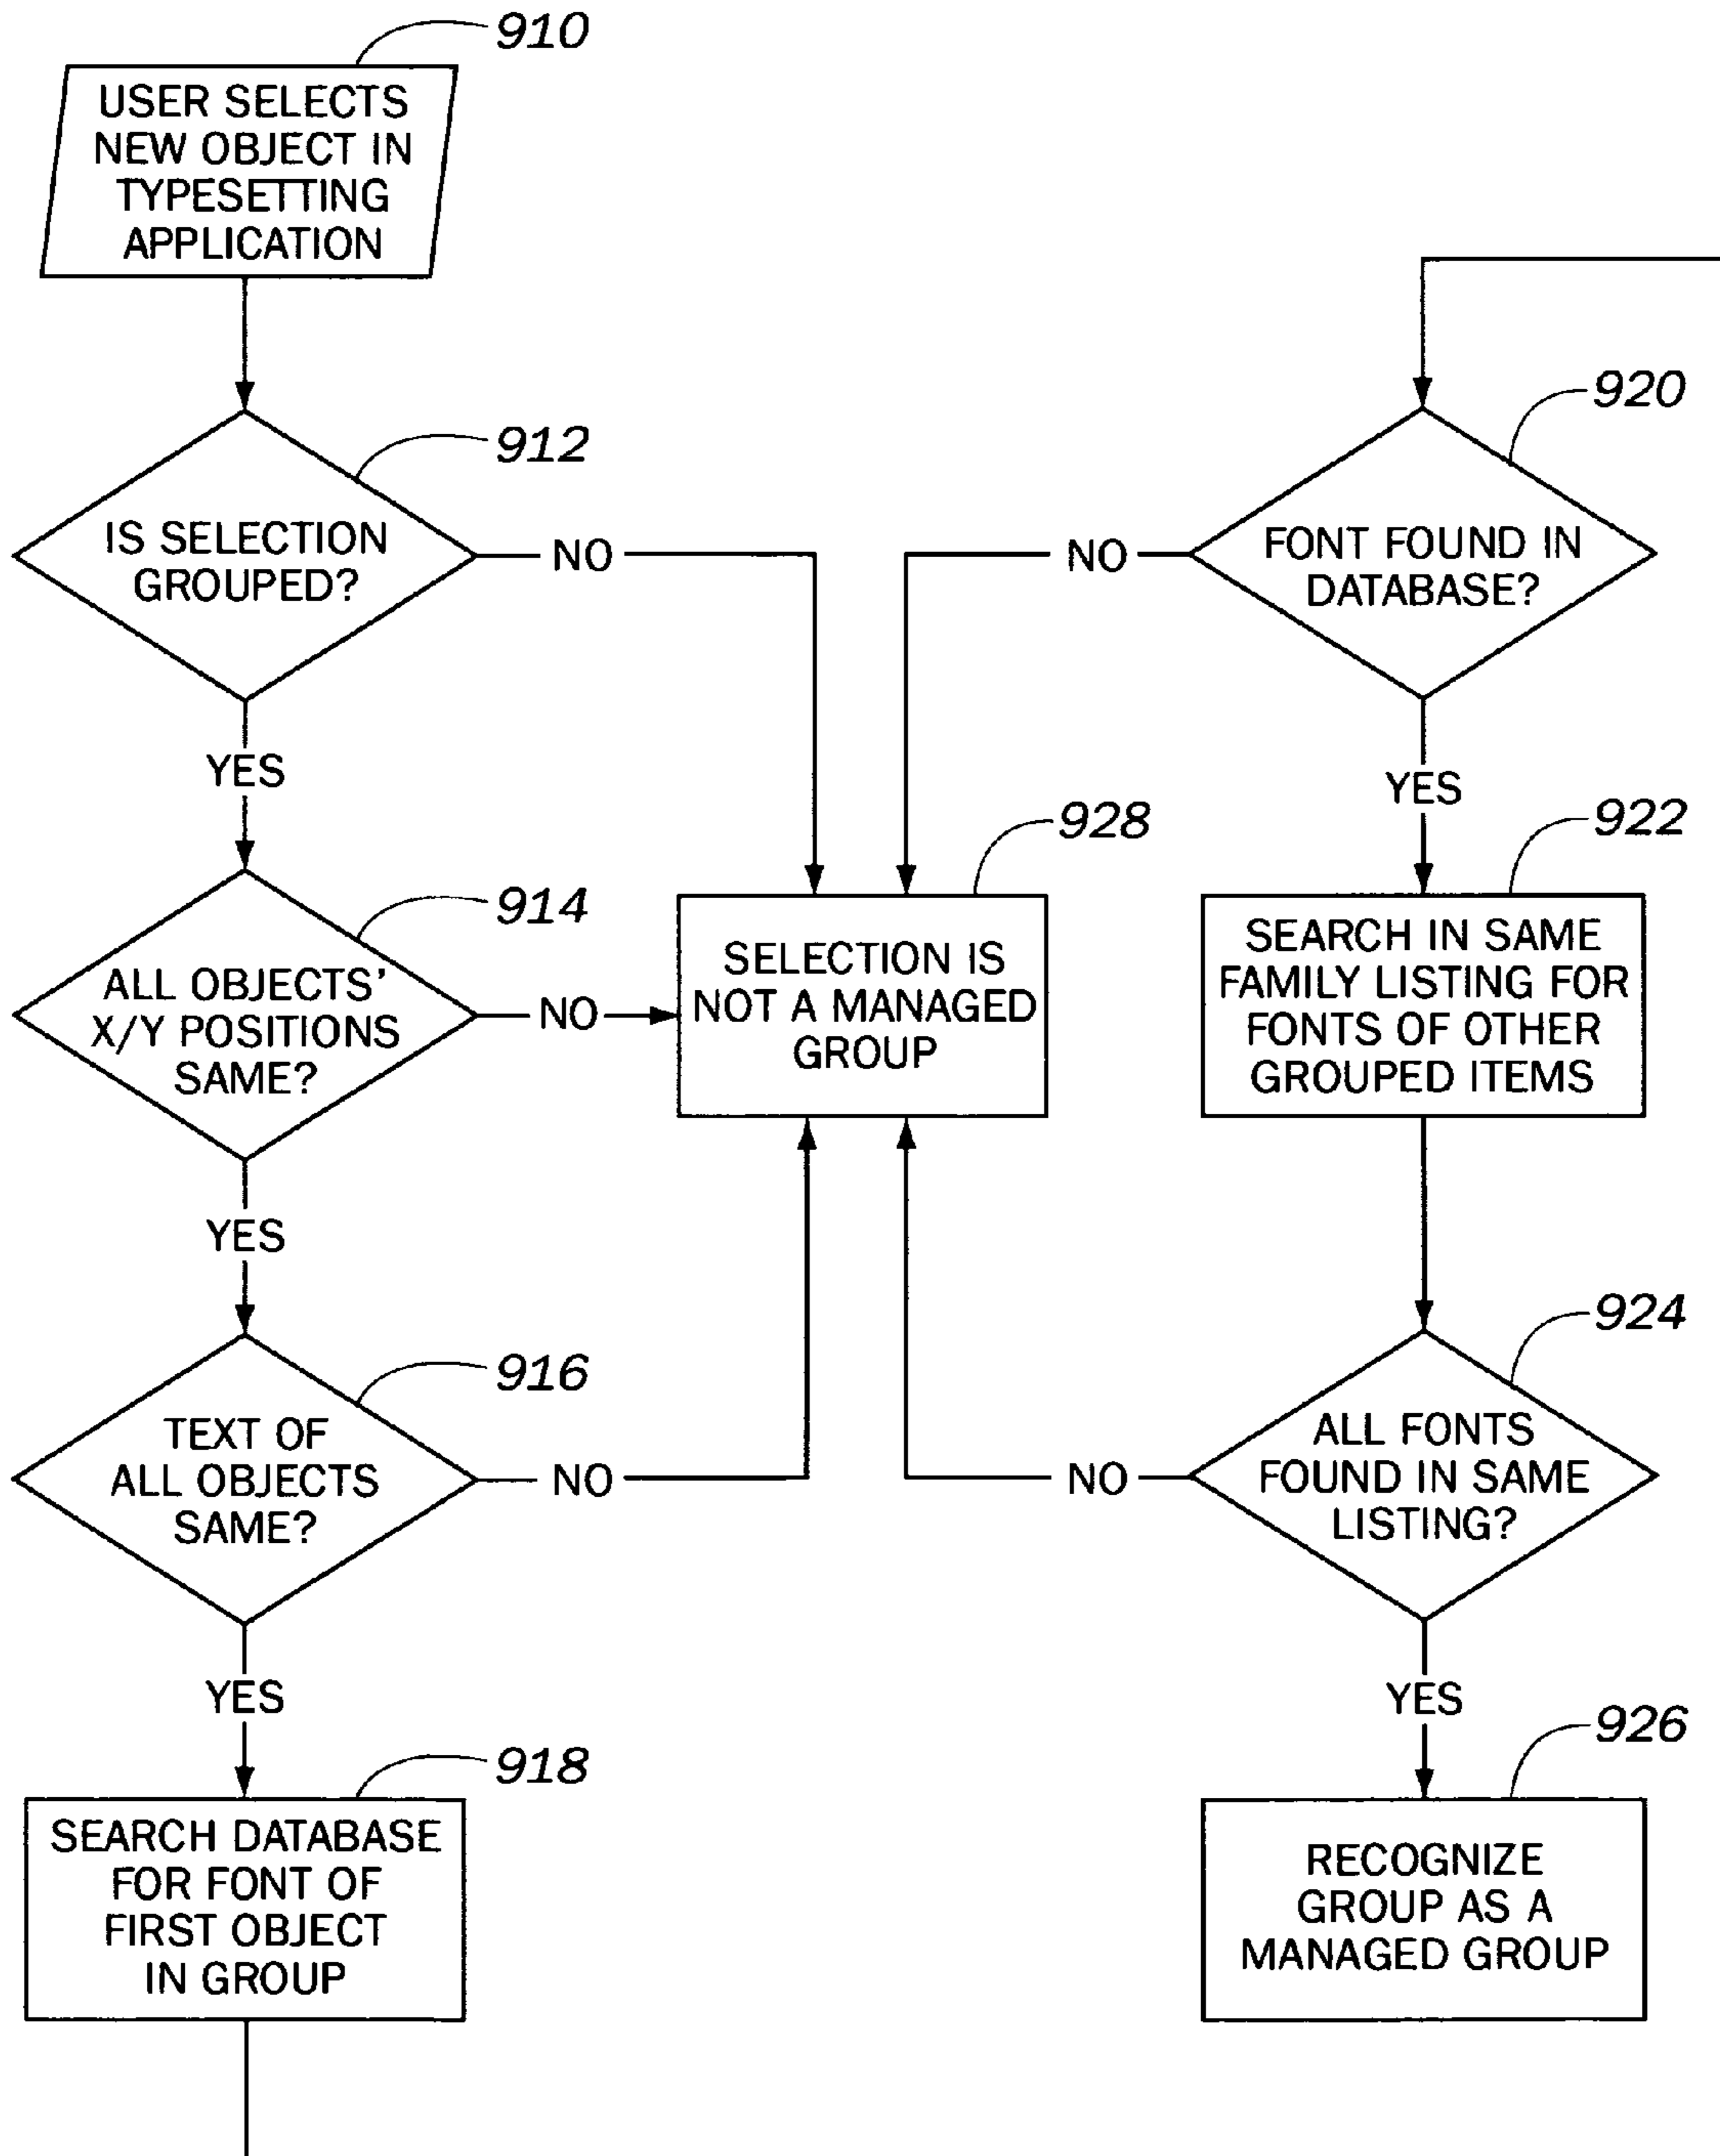 910
USER SELECTS
NEW OBJECT IN
TYPESETTING
APPLICATION
912
IS SELECTION
GROUPED?
NO
YES
914
ALL OBJECTS'
X/Y POSITIONS
SAME?
NO
YES
916
TEXT OF
ALL OBJECTS
SAME?
NO
YES
918
SEARCH DATABASE
FOR FONT OF
FIRST OBJECT
IN GROUP
928
SELECTION IS
NOT A MANAGED
GROUP
920
FONT FOUND IN
DATABASE?
NO
YES
922
SEARCH IN SAME
FAMILY LISTING FOR
FONTS OF OTHER
GROUPED ITEMS
924
ALL FONTS
FOUND IN SAME
LISTING?
NO
YES
926
RECOGNIZE
GROUP AS A
MANAGED GROUP